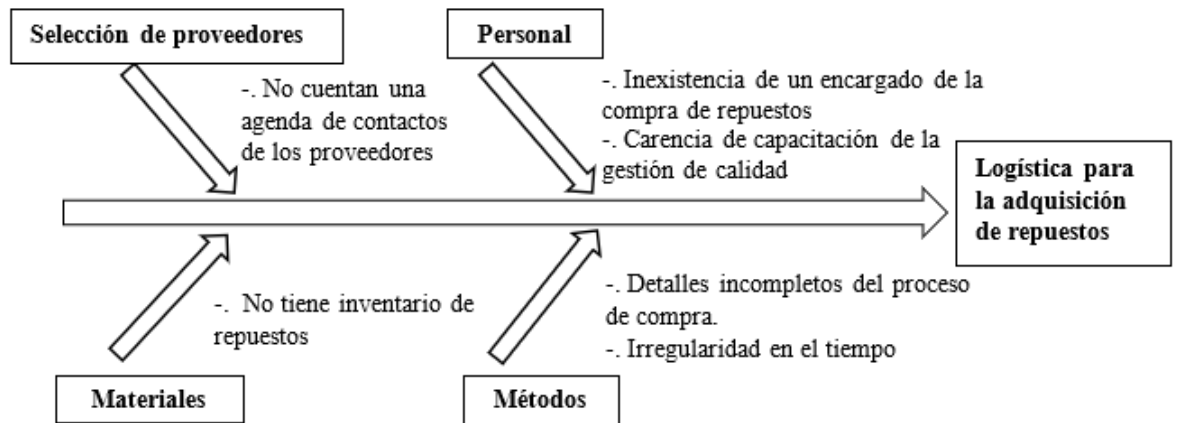 Selección de proveedores
-. No cuentan una
agenda de contactos
de los proveedores
Personal
-. Inexistencia de un encargado de la
compra de repuestos
-. Carencia de capacitación de la
gestión de calidad
Logística para
la adquisición
de repuestos
-. No tiene inventario de
repuestos
Materiales
-. Detalles incompletos del proceso
de compra.
-. Irregularidad en el tiempo
Métodos